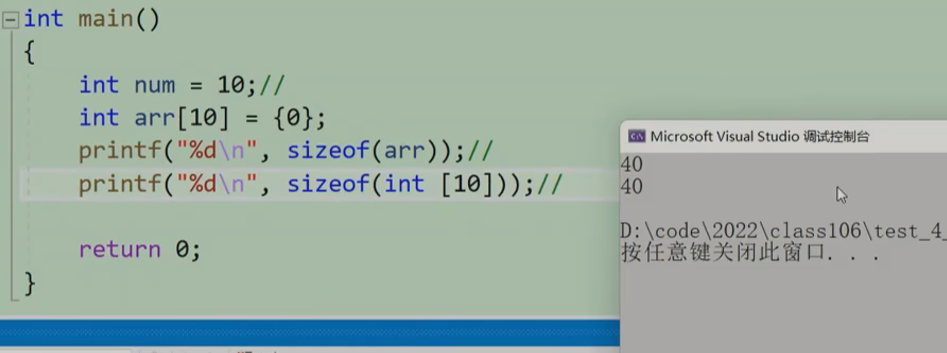 int main()
{
int num = 10;//
int arr[10] = {0};
printf("%d\n", sizeof(arr));//
printf("%d\n", sizeof(int [10]));//
return 0;
}
Microsoft Visual Studio 调试控制台
40
40
D:\code\2022\class106\test_4_
按任意键关闭此窗口. . .